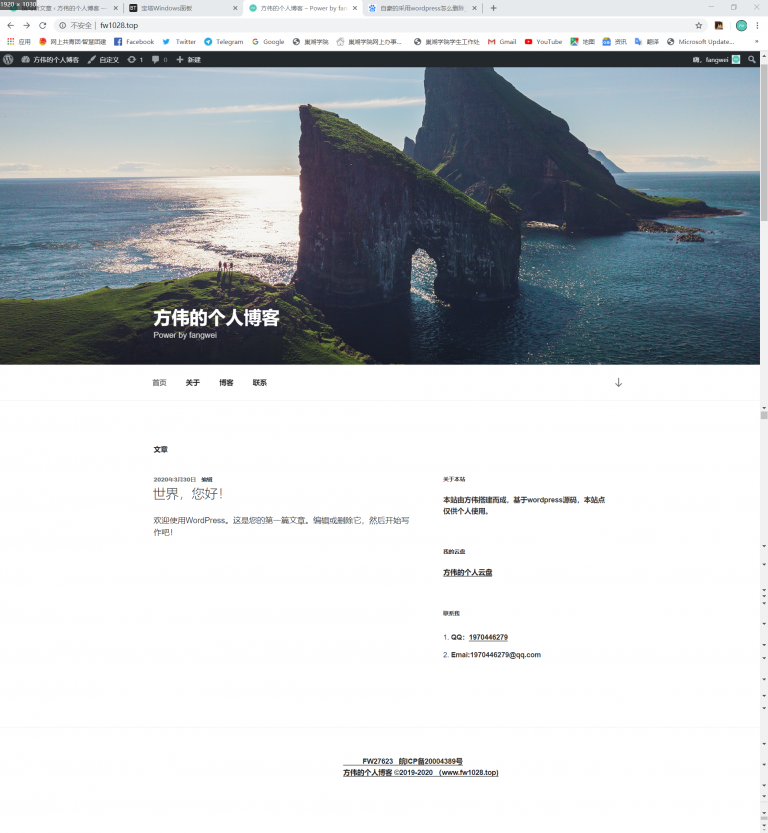 1920 × 1030
文章 ‹ 方伟的个人博客 —
宝塔Windows面板
方伟的个人博客 – Power by fan
自豪的采用wordpress怎么删除
不安全 | fw1028.top
应用 网上共青团·智慧团建 Facebook Twitter Telegram Google 巢湖学院 巢湖学院网上办事... 巢湖学院学生工作处 Gmail YouTube 地图 资讯 翻译 Microsoft Update... »
方伟的个人博客 自定义 1 0 新建 嗨，fangwei
方伟的个人博客
Power by fangwei
首页 关于 博客 联系
文章
2020年3月30日 编辑
世界，您好！
欢迎使用WordPress。这是您的第一篇文章。编辑或删除它，然后开始写
作吧！
关于本站
本站由方伟搭建而成，基于wordpress源码，本站点
仅供个人使用。
我的云盘
方伟的个人云盘
联系我
1. QQ：1970446279
2. Emai:1970446279@qq.com
FW27623 皖ICP备20004389号
方伟的个人博客 ©2019-2020 （www.fw1028.top)